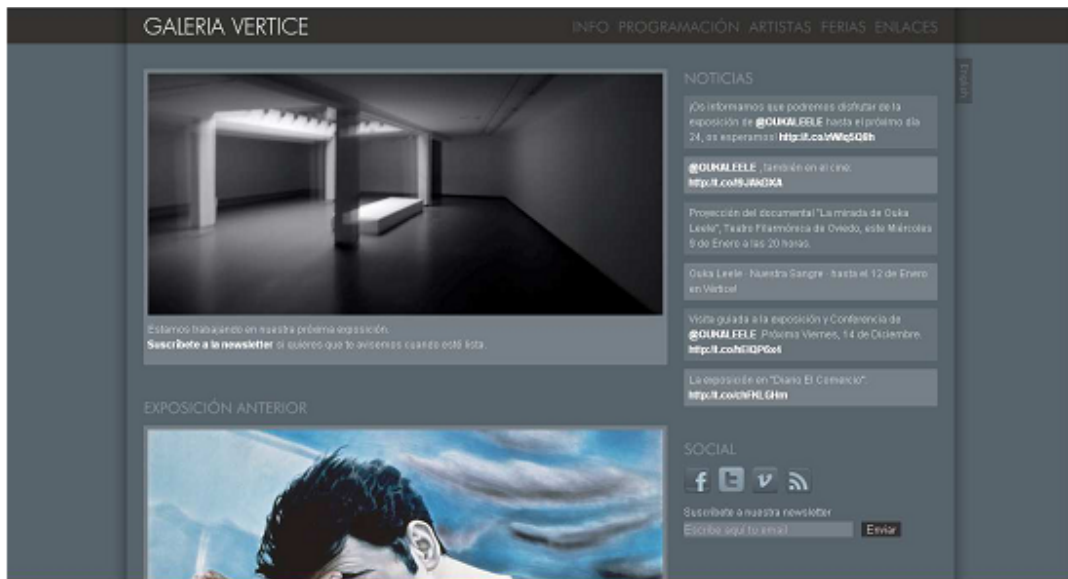 GALERIA VERTICE
INFO PROGRAMACIÓN ARTISTAS FERIAS ENLACES
English
Estamos trabajando en nuestra próxima exposición.
Suscríbete a la newsletter si quieres que te avisemos cuando esté lista.
EXPOSICIÓN ANTERIOR
NOTICIAS
¡Os informamos que podremos disfrutar de la
exposición de @OUKALEELE hasta el próximo día
24, os esperamos!
@OUKALEELE , también en el cine:
Proyección del documental "La mirada de Ouka
Leele", Teatro Filarmónica de Oviedo, este Miércoles
9 de Enero a las 20 horas.
Ouka Leele · Nuestra Sangre · hasta el 12 de Enero
en Vértice!
Visita guiada a la exposición y Conferencia de
@OUKALEELE .Próximo Viernes, 14 de Diciembre.
La exposición en "Diario El Comercio":
SOCIAL
Suscríbete a nuestra newsletter
Escribe aquí tu email
Enviar